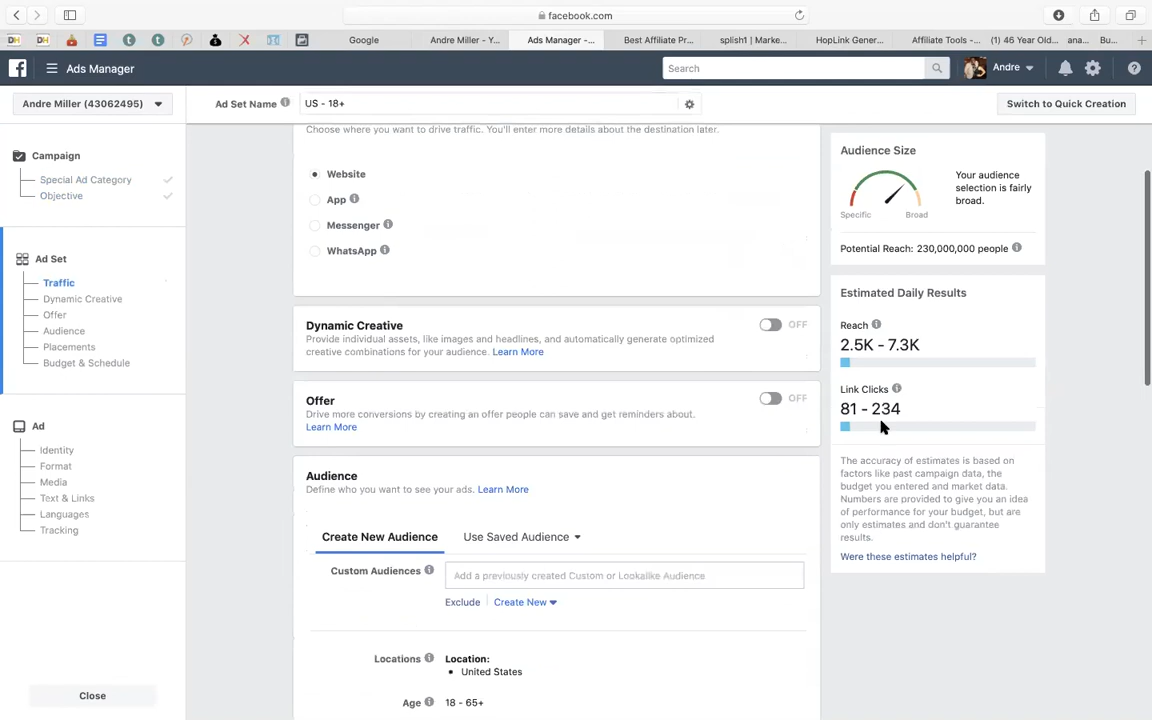 facebook.com
Google
Andre Miller - Y...
Ads Manager -...
Best Affiliate Pr...
splish1 | Marke...
HopLink Gener...
Affiliate Tools -...
(1) 46 Year Old...
ana...
Bu...
Ads Manager
Search
Andre
Andre Miller (43062495)
Ad Set Name
US - 18+
Switch to Quick Creation
Campaign
Special Ad Category
Objective
Ad Set
Traffic
Dynamic Creative
Offer
Audience
Placements
Budget & Schedule
Ad
Identity
Format
Media
Text & Links
Languages
Tracking
Close
Choose where you want to drive traffic. You'll enter more details about the destination later.
Website
App
Messenger
WhatsApp
Dynamic Creative
OFF
Provide individual assets, like images and headlines, and automatically generate optimized
creative combinations for your audience. Learn More
Offer
OFF
Drive more conversions by creating an offer people can save and get reminders about.
Learn More
Audience
Define who you want to see your ads. Learn More
Create New Audience
Use Saved Audience
Custom Audiences
Add a previously created Custom or Lookalike Audience
Exclude
Create New
Locations
Location:
United States
Age
18 - 65+
Audience Size
Your audience
selection is fairly
broad.
Specific
Broad
Potential Reach: 230,000,000 people
Estimated Daily Results
Reach
2.5K - 7.3K
Link Clicks
81 - 234
The accuracy of estimates is based on
factors like past campaign data, the
budget you entered and market data.
Numbers are provided to give you an idea
of performance for your budget, but are
only estimates and don't guarantee
results.
Were these estimates helpful?